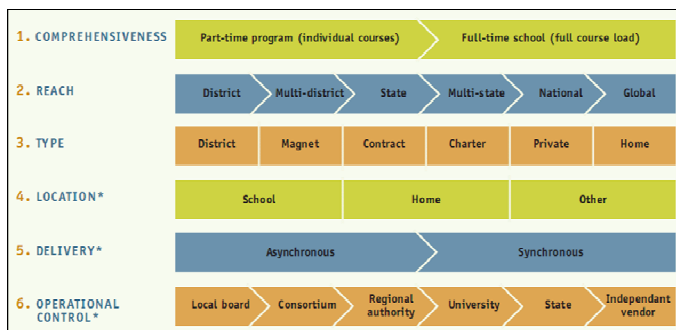 1. COMPREHENSIVENESS Part-time program (individual courses) Full-time school (full course load)
2. REACH District Multi-district State Multi-state National Global
3. TYPE District Magnet Contract Charter Private Home
4. LOCATION* School Home Other
5. DELIVERY* Asynchronous Synchronous
6. OPERATIONAL CONTROL* Local board Consortium Regional authority University State Independant vendor